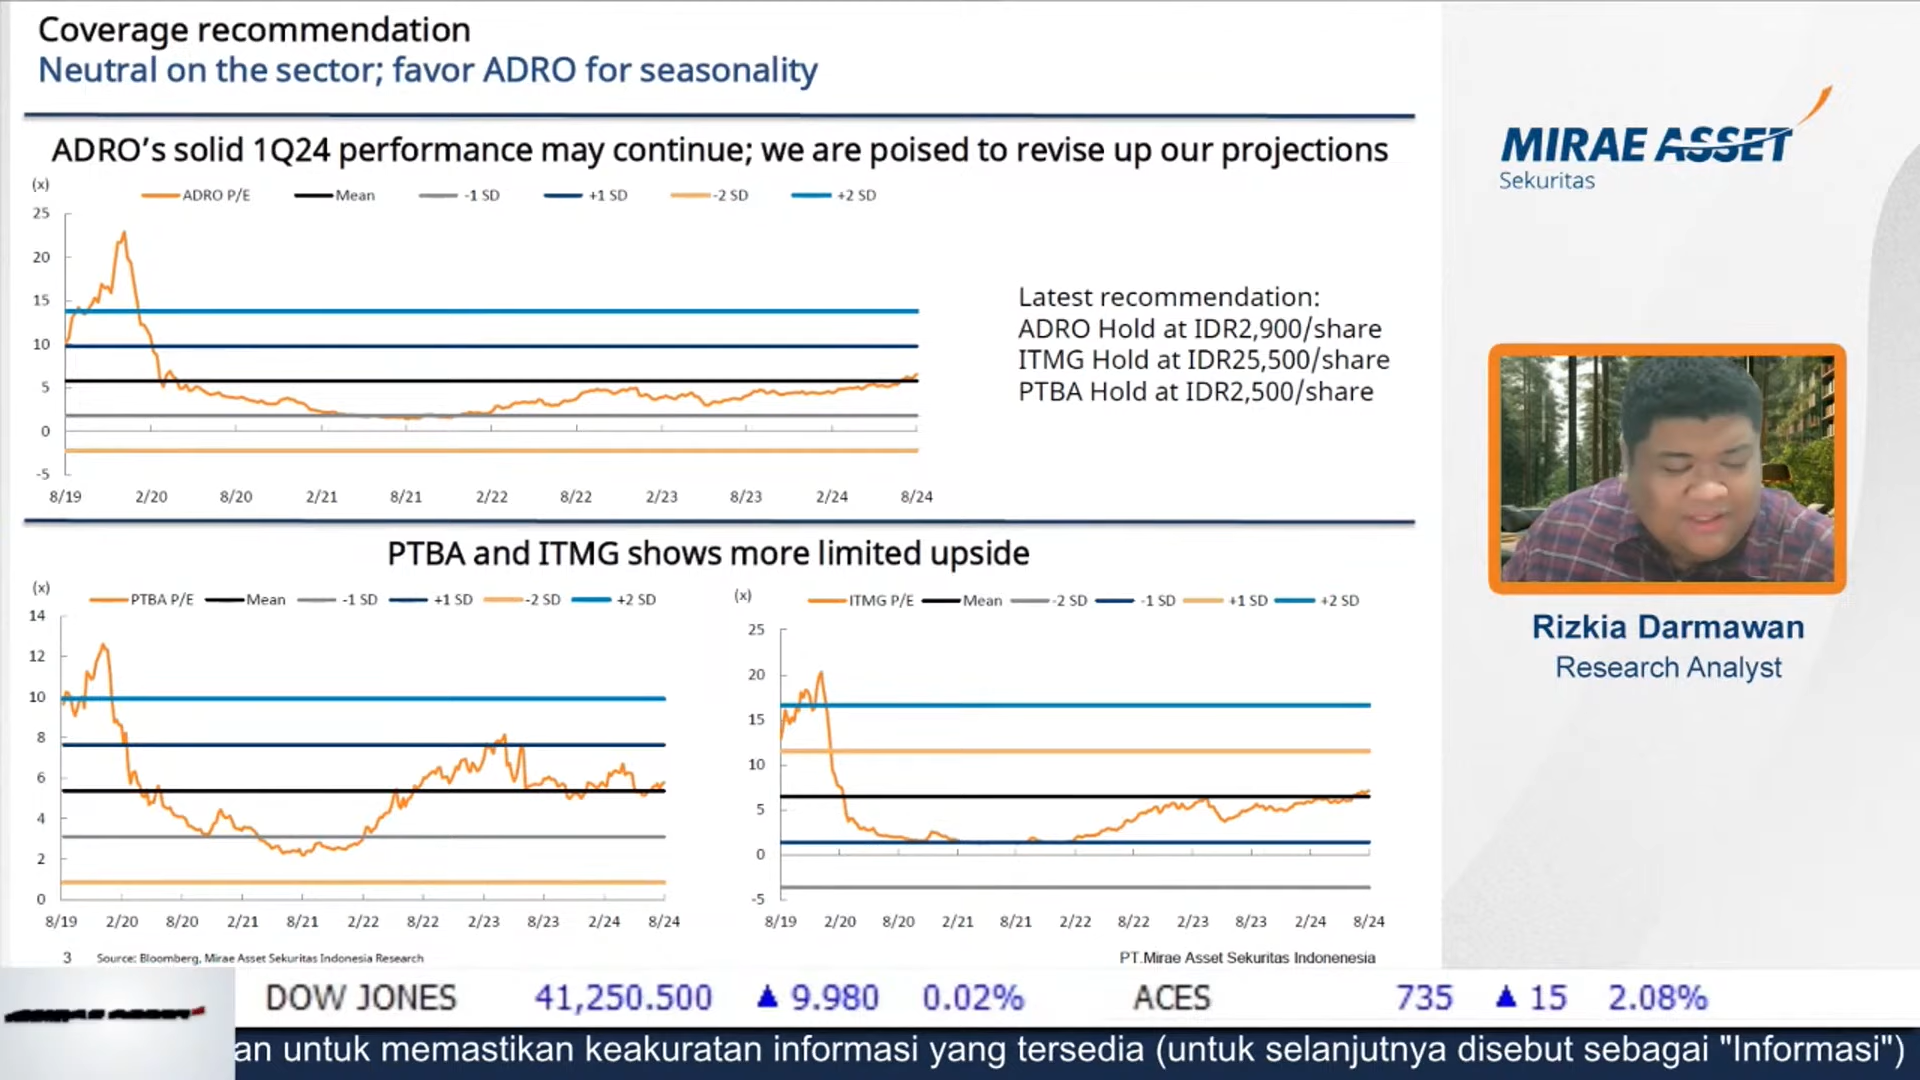 Coverage recommendation
Neutral on the sector; favor ADRO for seasonality
ADRO's solid 1Q24 performance may continue; we are poised to revise up our projections
(x)
ADRO P/E Mean -1 SD +1 SD -2 SD +2 SD
25
20
15
10
5
0
-5
8/19 2/20 8/20 2/21 8/21 2/22 8/22 2/23 8/23 2/24 8/24
Latest recommendation:
ADRO Hold at IDR2,900/share
ITMG Hold at IDR25,500/share
PTBA Hold at IDR2,500/share
PTBA and ITMG shows more limited upside
(x)
PTBA P/E Mean -1 SD +1 SD -2 SD +2 SD
14
12
10
8
6
4
2
0
8/19 2/20 8/20 2/21 8/21 2/22 8/22 2/23 8/23 2/24 8/24
(x)
ITMG P/E Mean -2 SD -1 SD +1 SD +2 SD
25
20
15
10
5
0
-5
8/19 2/20 8/20 2/21 8/21 2/22 8/22 2/23 8/23 2/24 8/24
3 Source: Bloomberg, Mirae Asset Sekuritas Indonesia Research
PT.Mirae Asset Sekuritas Indonenesia
MIRAE ASSET
Sekuritas
Rizkia Darmawan
Research Analyst
DOW JONES 41,250.500 ▲ 9.980 0.02% ACES 735 ▲ 15 2.08%
an untuk memastikan keakuratan informasi yang tersedia (untuk selanjutnya disebut sebagai "Informasi")